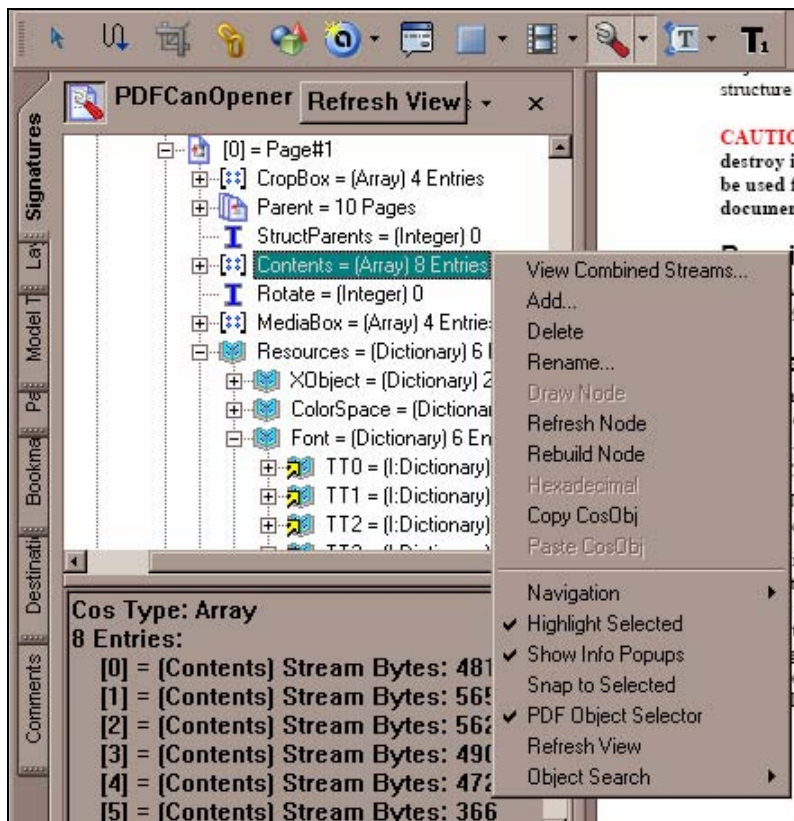 T
T1
PDFCanOpener
Refresh View
Signatures
Model T
Bookma
Destinati
Comments
[0] = Page#1
CropBox = (Array) 4 Entries
Parent = 10 Pages
StructParents = (Integer) 0
Contents = (Array) 8 Entries
Rotate = (Integer) 0
MediaBox = (Array) 4 Entrie
Resources = (Dictionary) 6
XObject = (Dictionary) 2
ColorSpace = (Dictionar
Font = (Dictionary) 6 En
TT0 = (I:Dictionary)
TT1 = (I:Dictionary)
TT2 = (I:Dictionary)
Cos Type: Array
8 Entries:
[0] = (Contents) Stream Bytes: 481
[1] = (Contents) Stream Bytes: 565
[2] = (Contents) Stream Bytes: 562
[3] = (Contents) Stream Bytes: 490
[4] = (Contents) Stream Bytes: 472
[5] = (Contents) Stream Bytes: 366
View Combined Streams...
Add...
Delete
Rename...
Draw Node
Refresh Node
Rebuild Node
Hexadecimal
Copy CosObj
Paste CosObj
Navigation
Highlight Selected
Show Info Popups
Snap to Selected
PDF Object Selector
Refresh View
Object Search
structure
CAUTIO
destroy i
be used f
documen